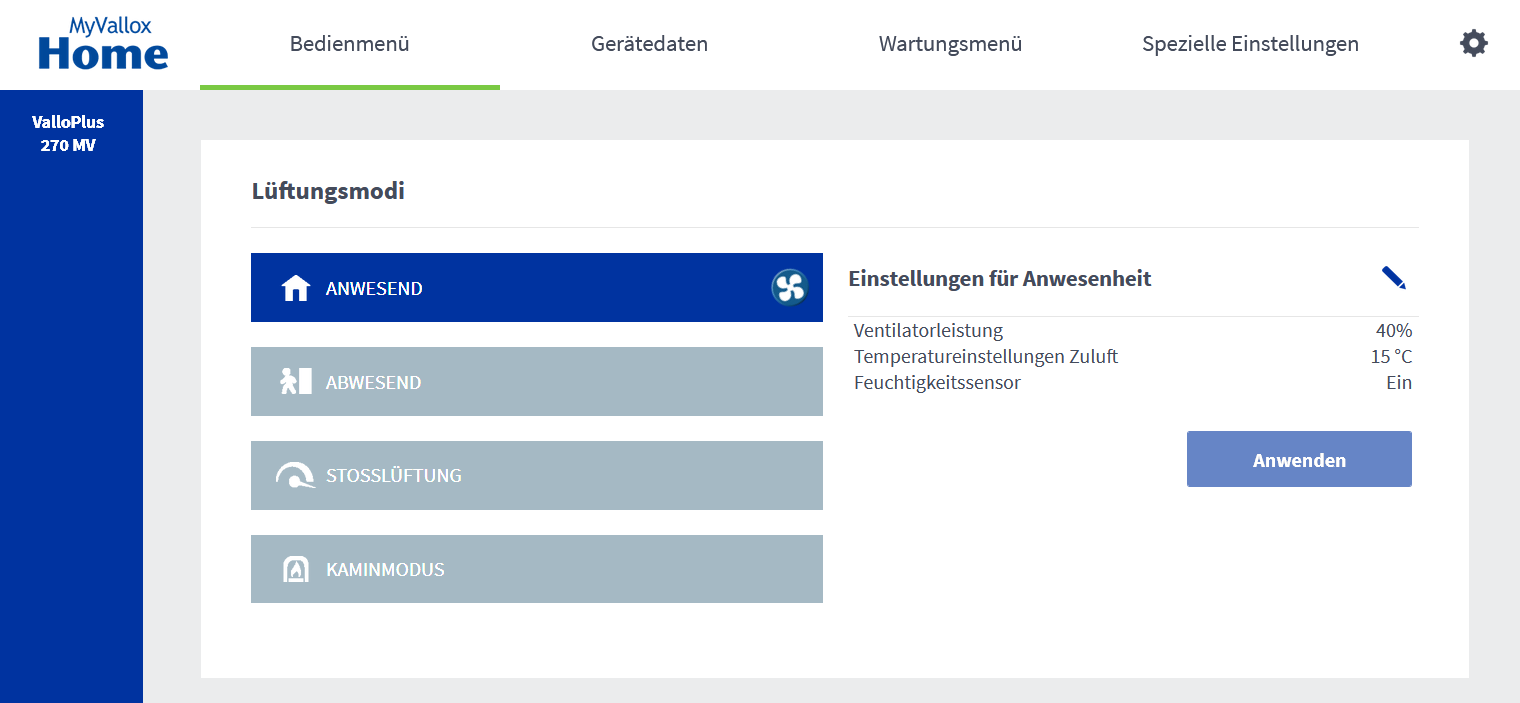 MyVallox
Home
Bedienmenü
Gerätedaten
Wartungsmenü
Spezielle Einstellungen
ValloPlus
270 MV
Lüftungsmodi
ANWESEND
ABWESEND
STOSSLÜFTUNG
KAMINMODUS
Einstellungen für Anwesenheit
Ventilatorleistung 40%
Temperatureinstellungen Zuluft 15 °C
Feuchtigkeitssensor Ein
Anwenden